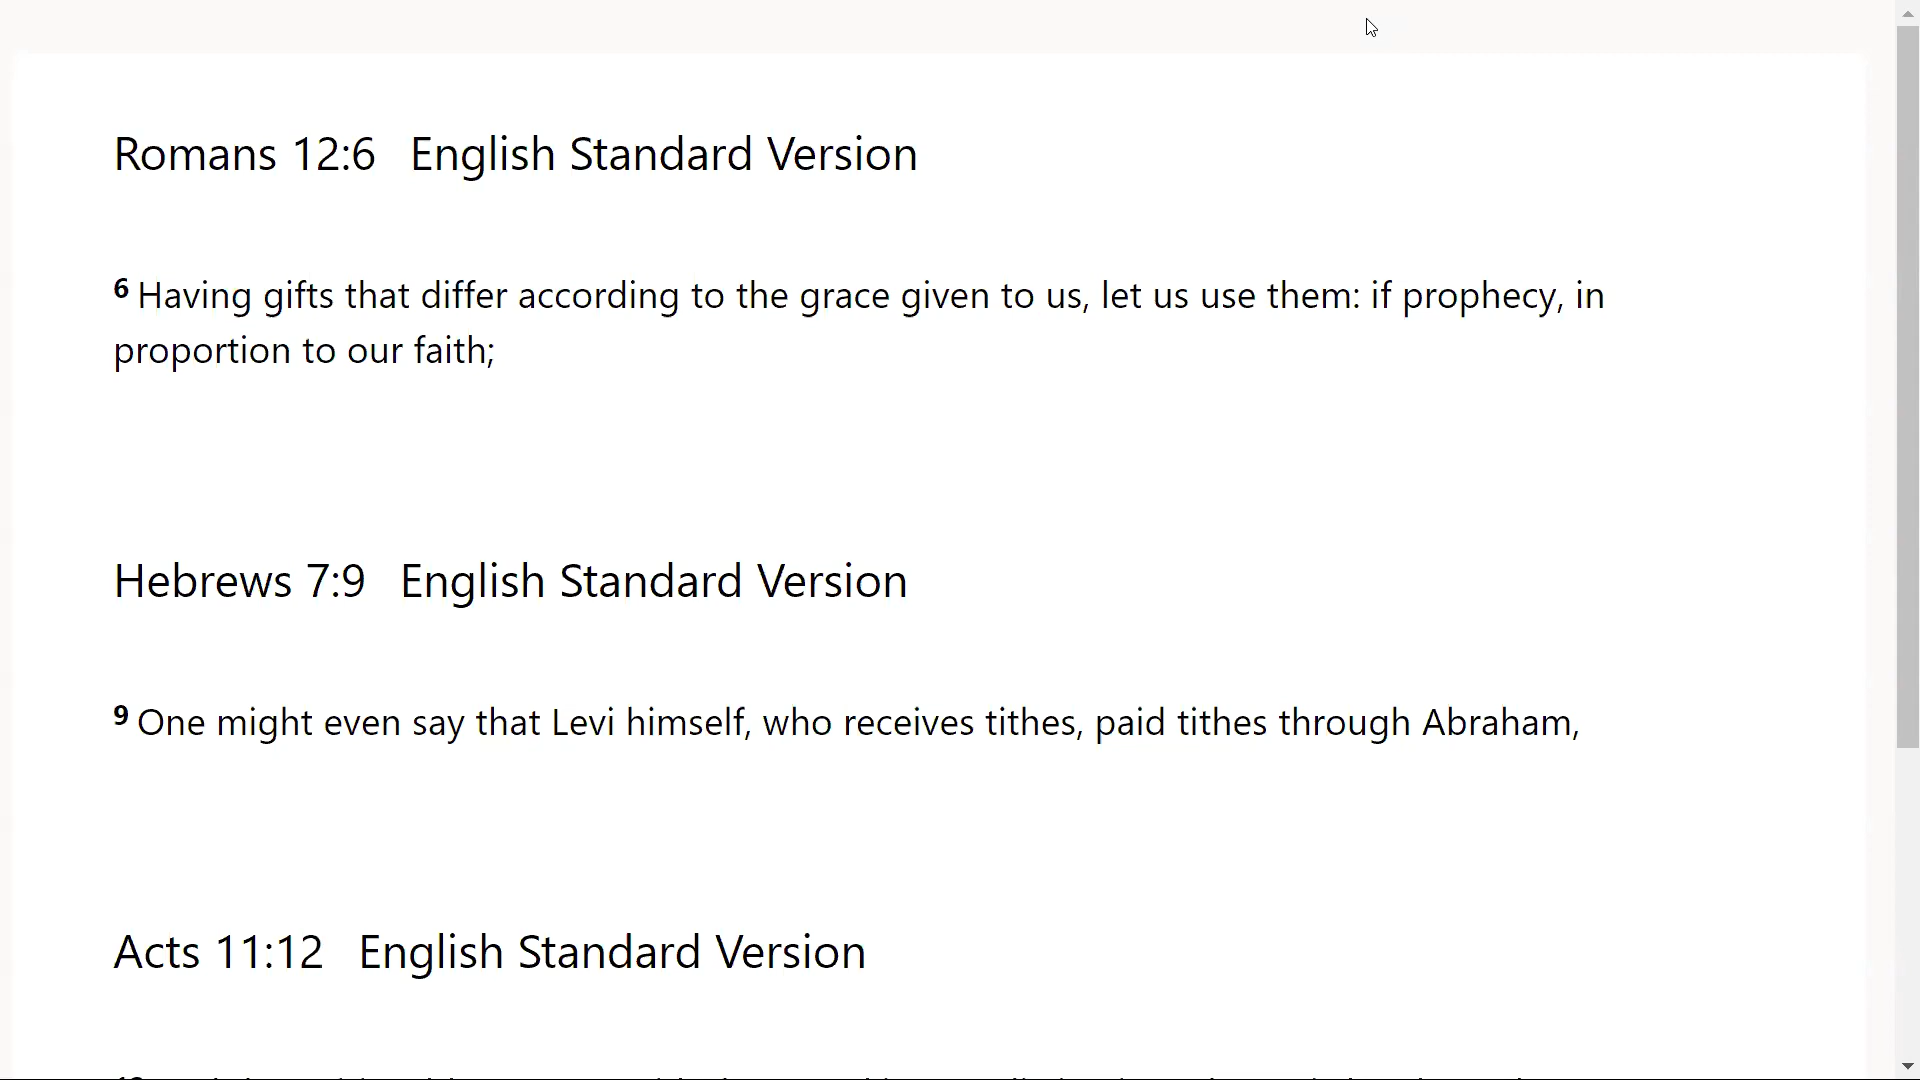 Romans 12:6 English Standard Version
6 Having gifts that differ according to the grace given to us, let us use them: if prophecy, in
proportion to our faith;
Hebrews 7:9 English Standard Version
9 One might even say that Levi himself, who receives tithes, paid tithes through Abraham,
Acts 11:12 English Standard Version